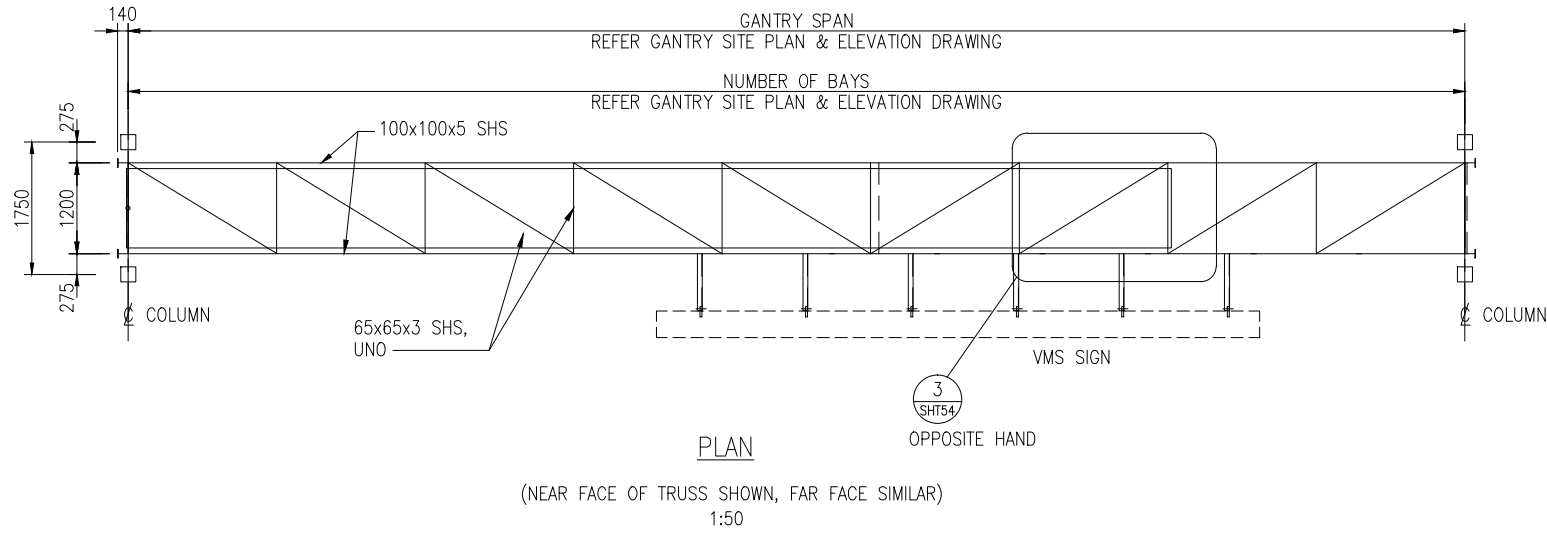 140
GANTRY SPAN
REFER GANTRY SITE PLAN & ELEVATION DRAWING
NUMBER OF BAYS
REFER GANTRY SITE PLAN & ELEVATION DRAWING
275
100x100x5 SHS
1750
1200
275
℄ COLUMN
℄ COLUMN
65x65x3 SHS,
UNO
VMS SIGN
3
SHT54
OPPOSITE HAND
PLAN
(NEAR FACE OF TRUSS SHOWN, FAR FACE SIMILAR)
1:50